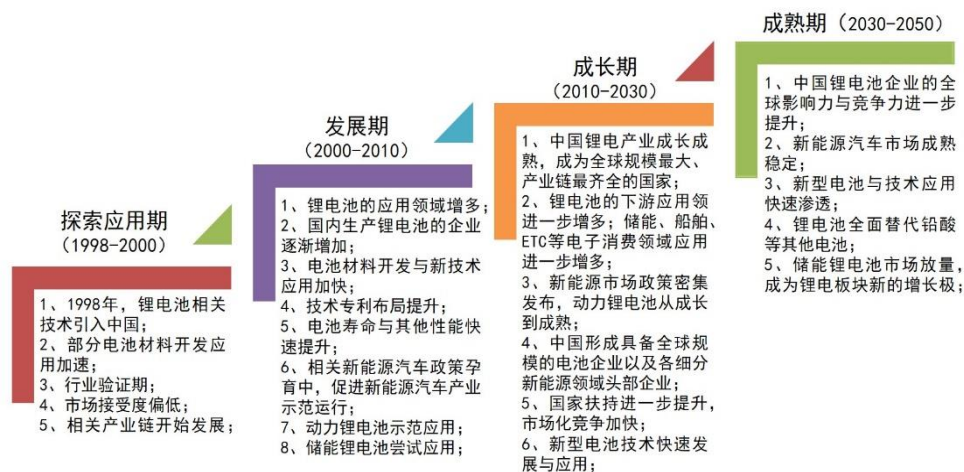 探索应用期
(1998-2000)
1、1998年,锂电池相关
技术引入中国;
2、部分电池材料开发应
用加速;
3、行业验证期;
4、市场接受度偏低;
5、相关产业链开始发展;
发展期
(2000-2010)
1、锂电池的应用领域增多;
2、国内生产锂电池的企业
逐渐增加;
3、电池材料开发与新技术
应用加快;
4、技术专利布局提升;
5、电池寿命与其他性能快
速提升;
6、相关新能源汽车政策孕
育中,促进新能源汽车产业
示范运行;
7、动力锂电池示范应用;
8、储能锂电池尝试应用;
成长期
(2010-2030)
1、中国锂电产业成长成
熟,成为全球规模最大、
产业链最齐全的国家;
2、锂电池的下游应用领
进一步增多;储能、船舶、
ETC等电子消费领域应用
进一步增多;
3、新能源市场政策密集
发布,动力锂电池从成长
到成熟;
4、中国形成具备全球规
模的电池企业以及各细分
新能源领域头部企业;
5、国家扶持进一步提升,
市场化竞争加快;
6、新型电池技术快速发
展与应用;
成熟期(2030-2050)
1、中国锂电池企业的全
球影响力与竞争力进一步
提升;
2、新能源汽车市场成熟
稳定;
3、新型电池与技术应用
快速渗透;
4、锂电池全面替代铅酸
等其他电池;
5、储能锂电池市场放量,
成为锂电板块新的增长极;